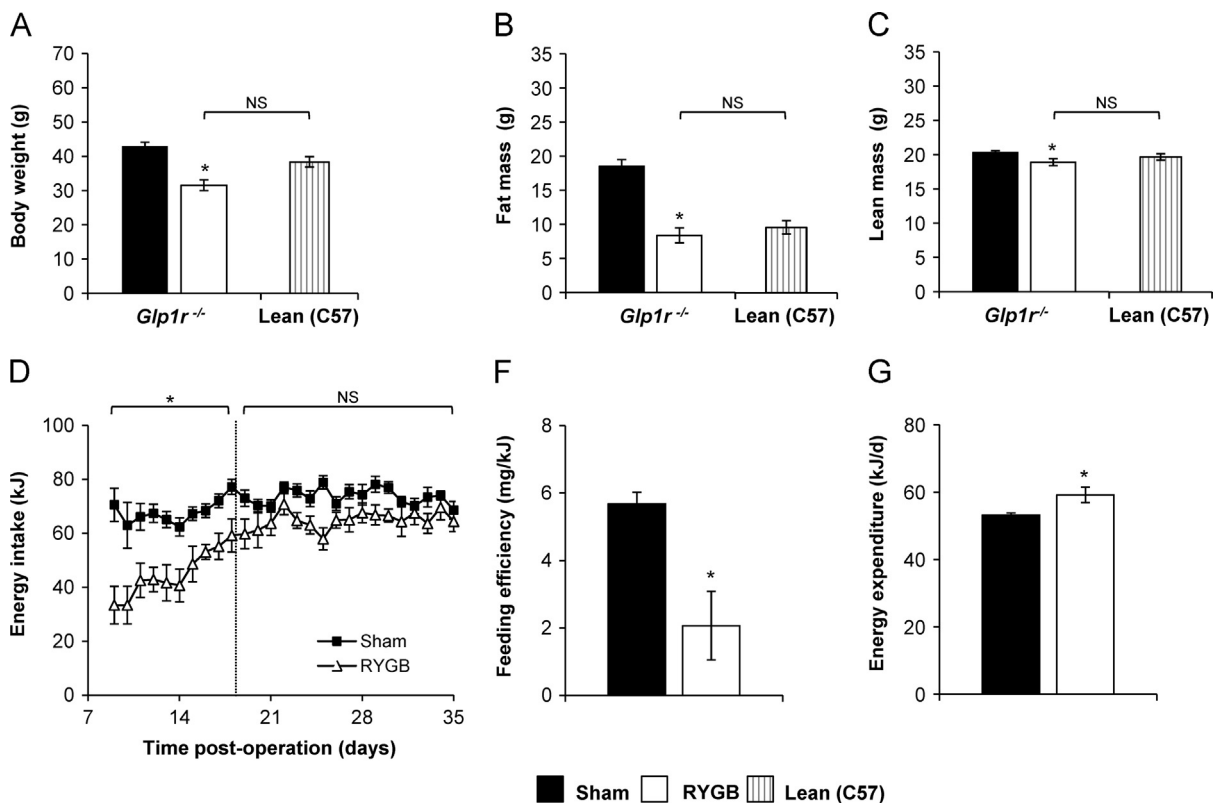 A
Body weight (g)
70
60
50
40
30
20
10
0
NS
*
Glp1r -/-
Lean (C57)
B
Fat mass (g)
35
30
25
20
15
10
5
0
NS
*
Glp1r -/-
Lean (C57)
C
Lean mass (g)
35
30
25
20
15
10
5
0
NS
*
Glp1r-/-
Lean (C57)
D
Energy intake (kJ)
100
80
60
40
60
0
*
NS
Sham
RYGB
7
14
21
28
35
Time post-operation (days)
F
Feeding efficiency (mg/kJ)
8
6
4
2
0
*
G
Energy expenditure (kJ/d)
80
60
40
20
0
*
Sham
RYGB
Lean (C57)